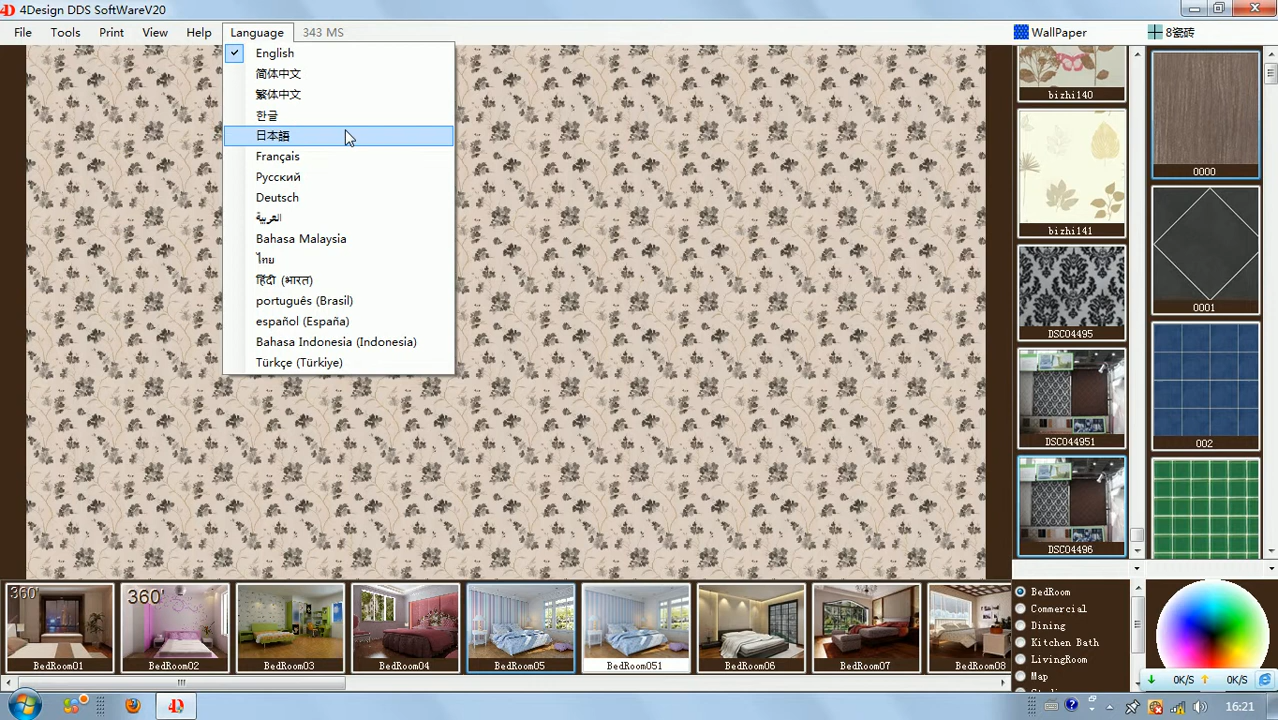 4Design DDS SoftWareV20
File Tools Print View Help Language 343 MS
English
简体中文
繁体中文
한글
日本語
Français
Русский
Deutsch
العربية
Bahasa Malaysia
ไทย
हिंदी (भारत)
português (Brasil)
español (España)
Bahasa Indonesia (Indonesia)
Türkçe (Türkiye)
WallPaper
8瓷砖
bizhi140
bizhi141
DSC04495
DSC044951
DSC04496
0000
0001
002
360'
360'
BedRoom01
BedRoom02
BedRoom03
BedRoom04
BedRoom05
BedRoom051
BedRoom06
BedRoom07
BedRoom08
BedRoom
Commercial
Dining
Kitchen Bath
LivingRoom
Map
0K/S
0K/S
16:21